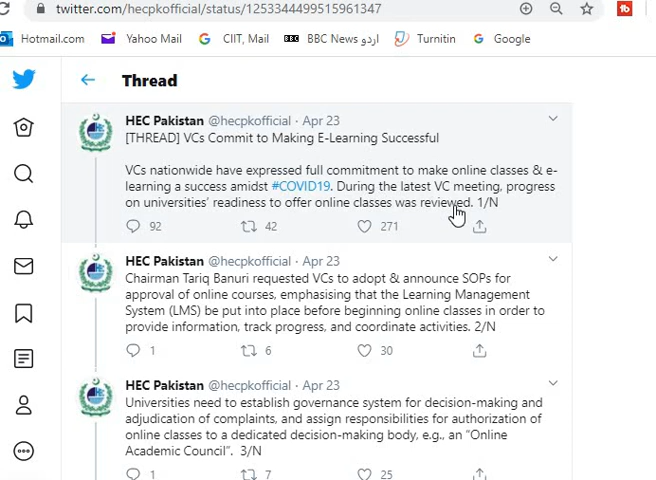 twitter.com/hecpkofficial/status/1253344499515961347
Hotmail.com Yahoo Mail CIIT, Mail BBC BBC News اردو Turnitin Google
Thread
HEC Pakistan @hecpkofficial · Apr 23
[THREAD] VCs Commit to Making E-Learning Successful
VCs nationwide have expressed full commitment to make online classes & e-
learning a success amidst #COVID19. During the latest VC meeting, progress
on universities' readiness to offer online classes was reviewed. 1/N
92 42 271
HEC Pakistan @hecpkofficial · Apr 23
Chairman Tariq Banuri requested VCs to adopt & announce SOPs for
approval of online courses, emphasising that the Learning Management
System (LMS) be put into place before beginning online classes in order to
provide information, track progress, and coordinate activities. 2/N
1 6 30
HEC Pakistan @hecpkofficial · Apr 23
Universities need to establish governance system for decision-making and
adjudication of complaints, and assign responsibilities for authorization of
online classes to a dedicated decision-making body, e.g., an "Online
Academic Council". 3/N
1 7 25